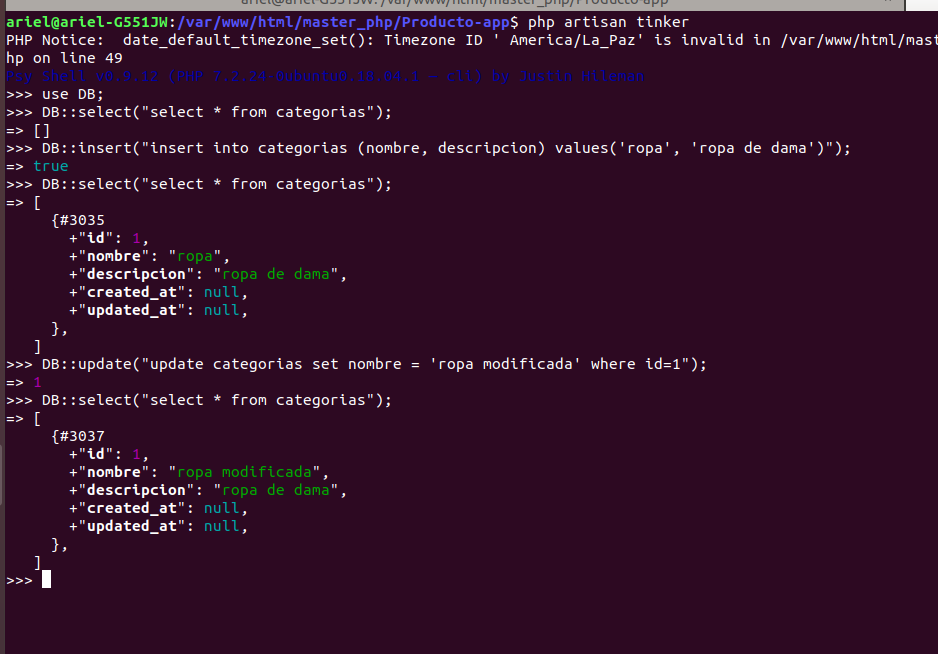 ariel@ariel-G551JW: /var/www/html/master_php/Producto-app
ariel@ariel-G551JW:/var/www/html/master_php/Producto-app$ php artisan tinker
PHP Notice:  date_default_timezone_set(): Timezone ID ' America/La_Paz' is invalid in /var/www/html/mast
hp on line 49
Psy Shell v0.9.12 (PHP 7.2.24-0ubuntu0.18.04.1 — cli) by Justin Hileman
>>> use DB;
>>> DB::select("select * from categorias");
=> []
>>> DB::insert("insert into categorias (nombre, descripcion) values('ropa', 'ropa de dama')");
=> true
>>> DB::select("select * from categorias");
=> [
     {#3035
       +"id": 1,
       +"nombre": "ropa",
       +"descripcion": "ropa de dama",
       +"created_at": null,
       +"updated_at": null,
     },
   ]
>>> DB::update("update categorias set nombre = 'ropa modificada' where id=1");
=> 1
>>> DB::select("select * from categorias");
=> [
     {#3037
       +"id": 1,
       +"nombre": "ropa modificada",
       +"descripcion": "ropa de dama",
       +"created_at": null,
       +"updated_at": null,
     },
   ]
>>>